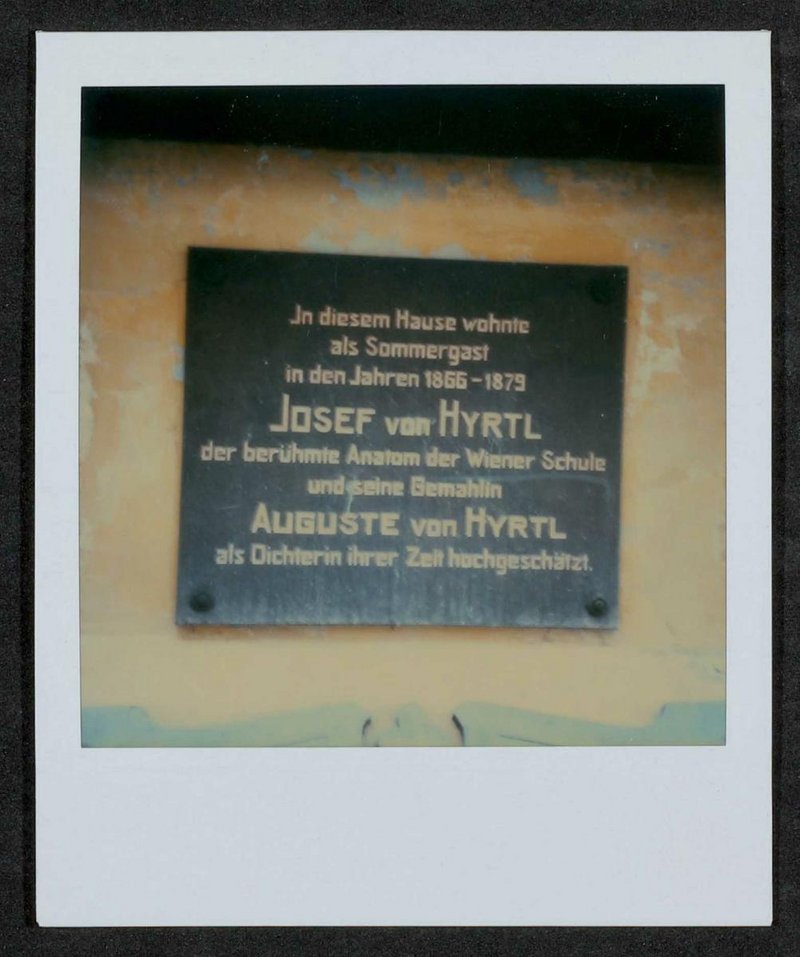 In diesem Hause wohnte
als Sommergast
in den Jahren 1866-1879
JOSEF von HYRTL
der berühmte Anatom der Wiener Schule
und seine Gemahlin
AUGUSTE von HYRTL
als Dichterin ihrer Zeit hochgeschätzt.